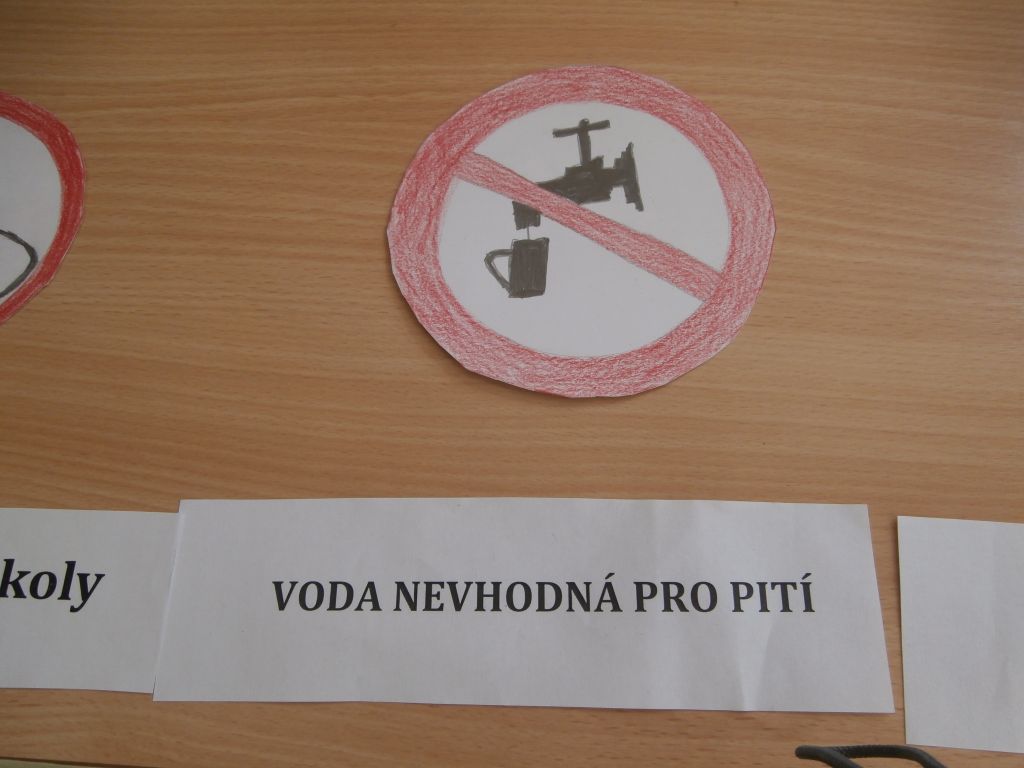 koly
VODA NEVHODNÁ PRO PITÍ